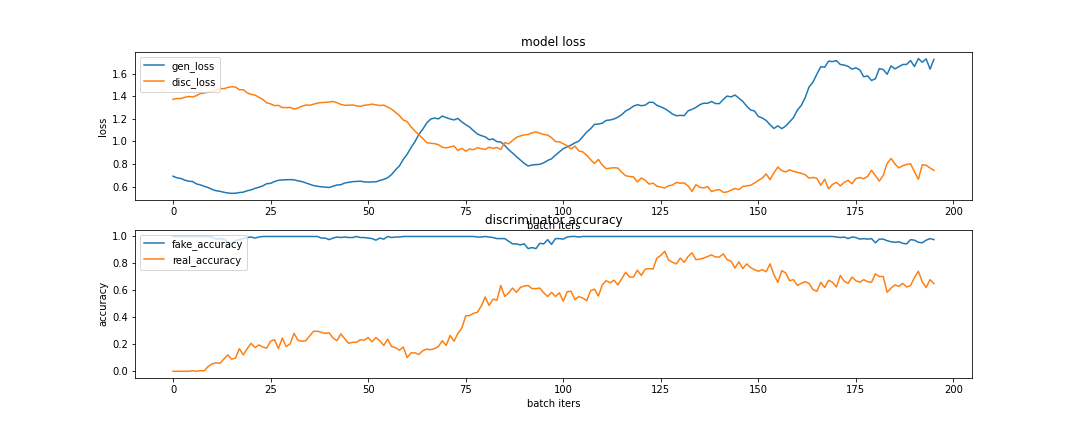 model loss
gen_loss
disc_loss
loss
1.6
1.4
1.2
1.0
0.8
0.6
0 25 50 75 100 125 150 175 200
batch iters
discriminator accuracy
fake_accuracy
real_accuracy
accuracy
1.0
0.8
0.6
0.4
0.2
0.0
0 25 50 75 100 125 150 175 200
batch iters